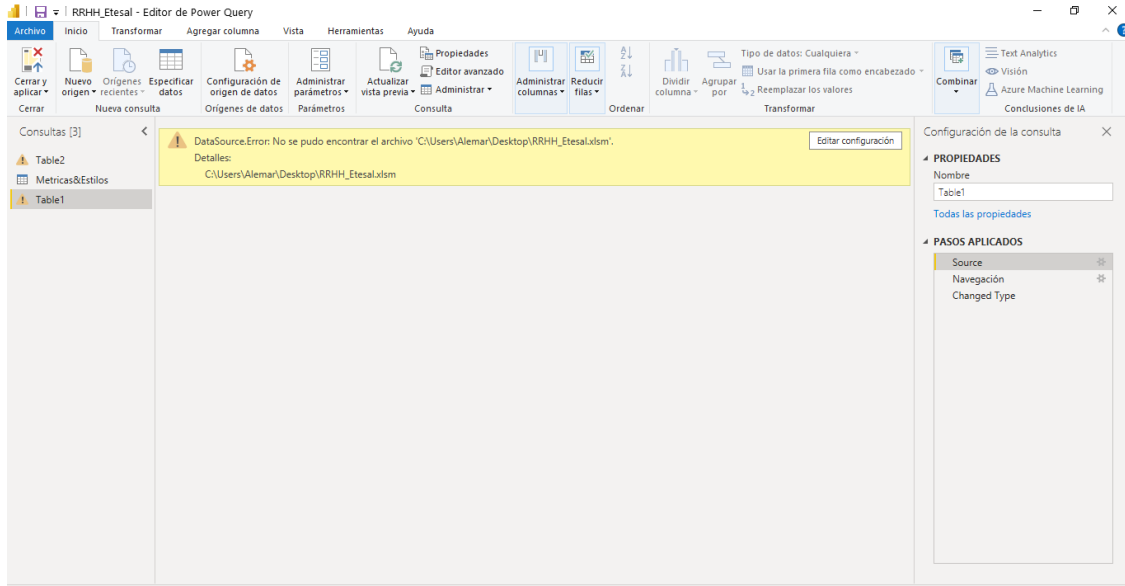 RRHH_Etesal - Editor de Power Query
Archivo Inicio Transformar Agregar columna Vista Herramientas Ayuda
Cerrar y aplicar
Nuevo origen
Orígenes recientes
Especificar datos
Configuración de origen de datos
Administrar parámetros
Actualizar vista previa
Propiedades
Editor avanzado
Administrar
Administrar columnas
Reducir filas
Dividir columna
Agrupar por
Tipo de datos: Cualquiera
Usar la primera fila como encabezado
Reemplazar los valores
Combinar
Text Analytics
Visión
Azure Machine Learning
Cerrar Nueva consulta Orígenes de datos Parámetros Consulta Ordenar Transformar Conclusiones de IA
Consultas [3]
Table2
Metricas&Estilos
Table1
DataSource.Error: No se pudo encontrar el archivo 'C:\Users\Alemar\Desktop\RRHH_Etesal.xlsm'.
Detalles:
C:\Users\Alemar\Desktop\RRHH_Etesal.xlsm
Editar configuración
Configuración de la consulta
PROPIEDADES
Nombre
Table1
Todas las propiedades
PASOS APLICADOS
Source
Navegación
Changed Type